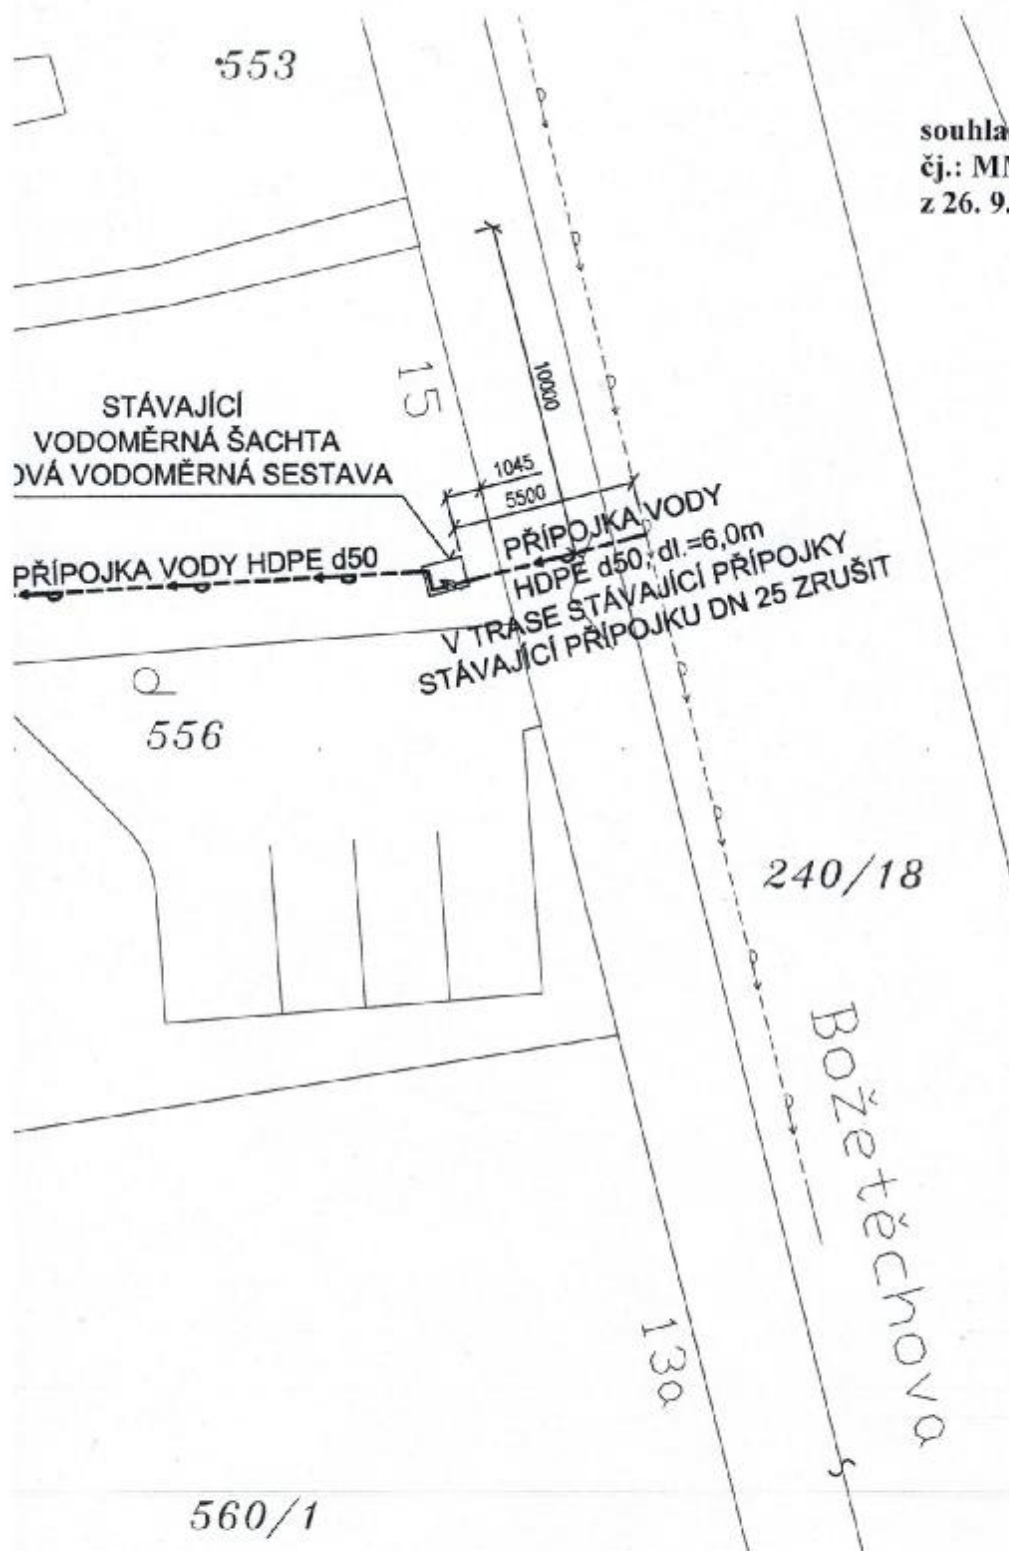 553
souhla
čj.: MM
z 26. 9.
15
10000
STÁVAJÍCÍ
VODOMĚRNÁ ŠACHTA
OVÁ VODOMĚRNÁ SESTAVA
1045
5500
PŘÍPOJKA VODY HDPE d50
PŘÍPOJKA VODY
HDPE d50, dl.=6,0m
V TRASE STÁVAJÍCÍ PŘÍPOJKY
STÁVAJÍCÍ PŘÍPOJKU DN 25 ZRUŠIT
556
240/18
Božetěchova
13a
560/1